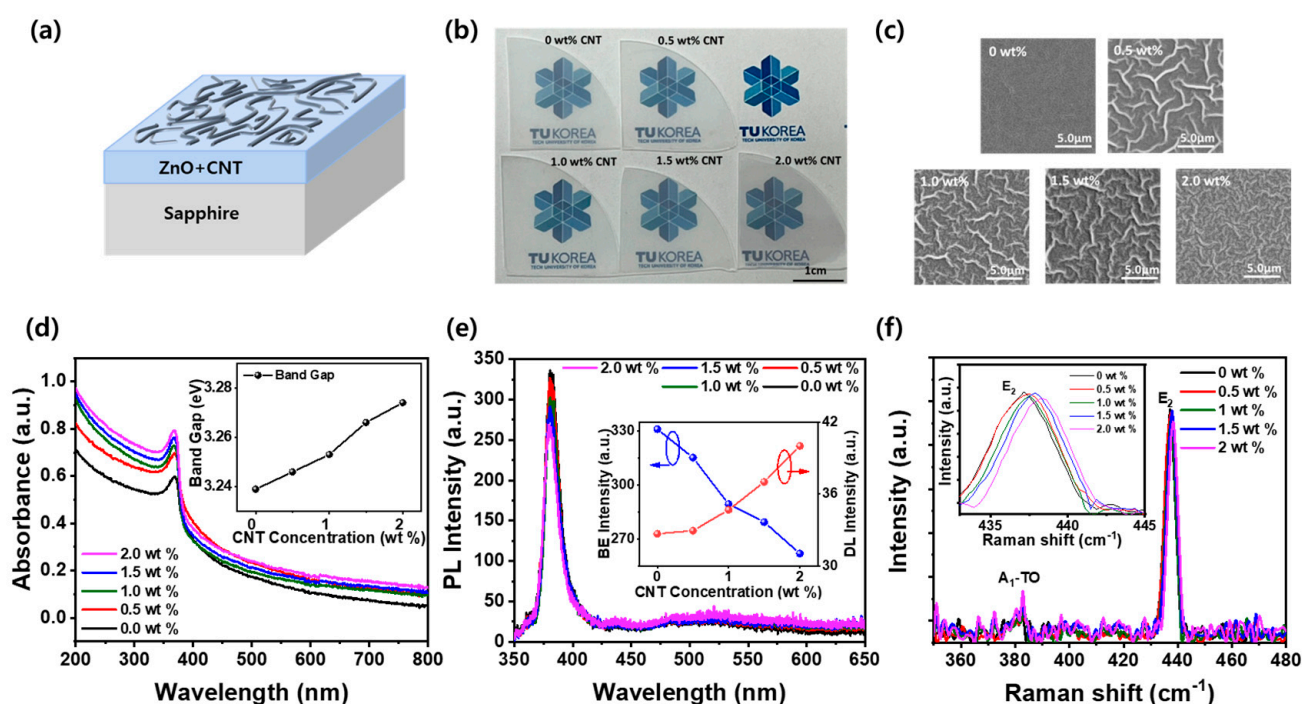 (a)
ZnO+CNT
Sapphire
(b)
0 wt% CNT
0.5 wt% CNT
TU KOREA
TECH UNIVERSITY OF KOREA
TU KOREA
TECH UNIVERSITY OF KOREA
TU KOREA
TECH UNIVERSITY OF KOREA
1.0 wt% CNT
1.5 wt% CNT
2.0 wt% CNT
TU KOREA
TECH UNIVERSITY OF KOREA
TU KOREA
TECH UNIVERSITY OF KOREA
TU KOREA
TECH UNIVERSITY OF KOREA
1cm
(c)
0 wt%
5.0μm
0.5 wt%
5.0μm
1.0 wt%
5.0μm
1.5 wt%
5.0μm
2.0 wt%
5.0μm
(d)
Absorbance (a.u.)
1.0
0.8
0.6
0.4
0.2
0.0
2.0 wt %
1.5 wt %
1.0 wt %
0.5 wt %
0.0 wt %
Band Gap
Band Gap (eV)
3.28
3.26
3.24
0 1 2
CNT Concentration (wt %)
200 300 400 500 600 700 800
Wavelength (nm)
(e)
PL Intensity (a.u.)
350
300
250
200
150
100
50
0
2.0 wt %
1.5 wt %
0.5 wt %
1.0 wt %
0.0 wt %
BE Intensity (a.u.)
330
300
270
DL Intensity (a.u.)
42
36
30
0 1 2
CNT Concentration (wt %)
350 400 450 500 550 600 650
Wavelength (nm)
(f)
Intensity (a.u.)
E2
0 wt %
0.5 wt %
1.0 wt %
1.5 wt %
2.0 wt %
Intensity (a.u.)
435 440 445
Raman shift (cm-1)
E2
0 wt %
0.5 wt %
1 wt %
1.5 wt %
2 wt %
A1-TO
360 380 400 420 440 460 480
Raman shift (cm-1)